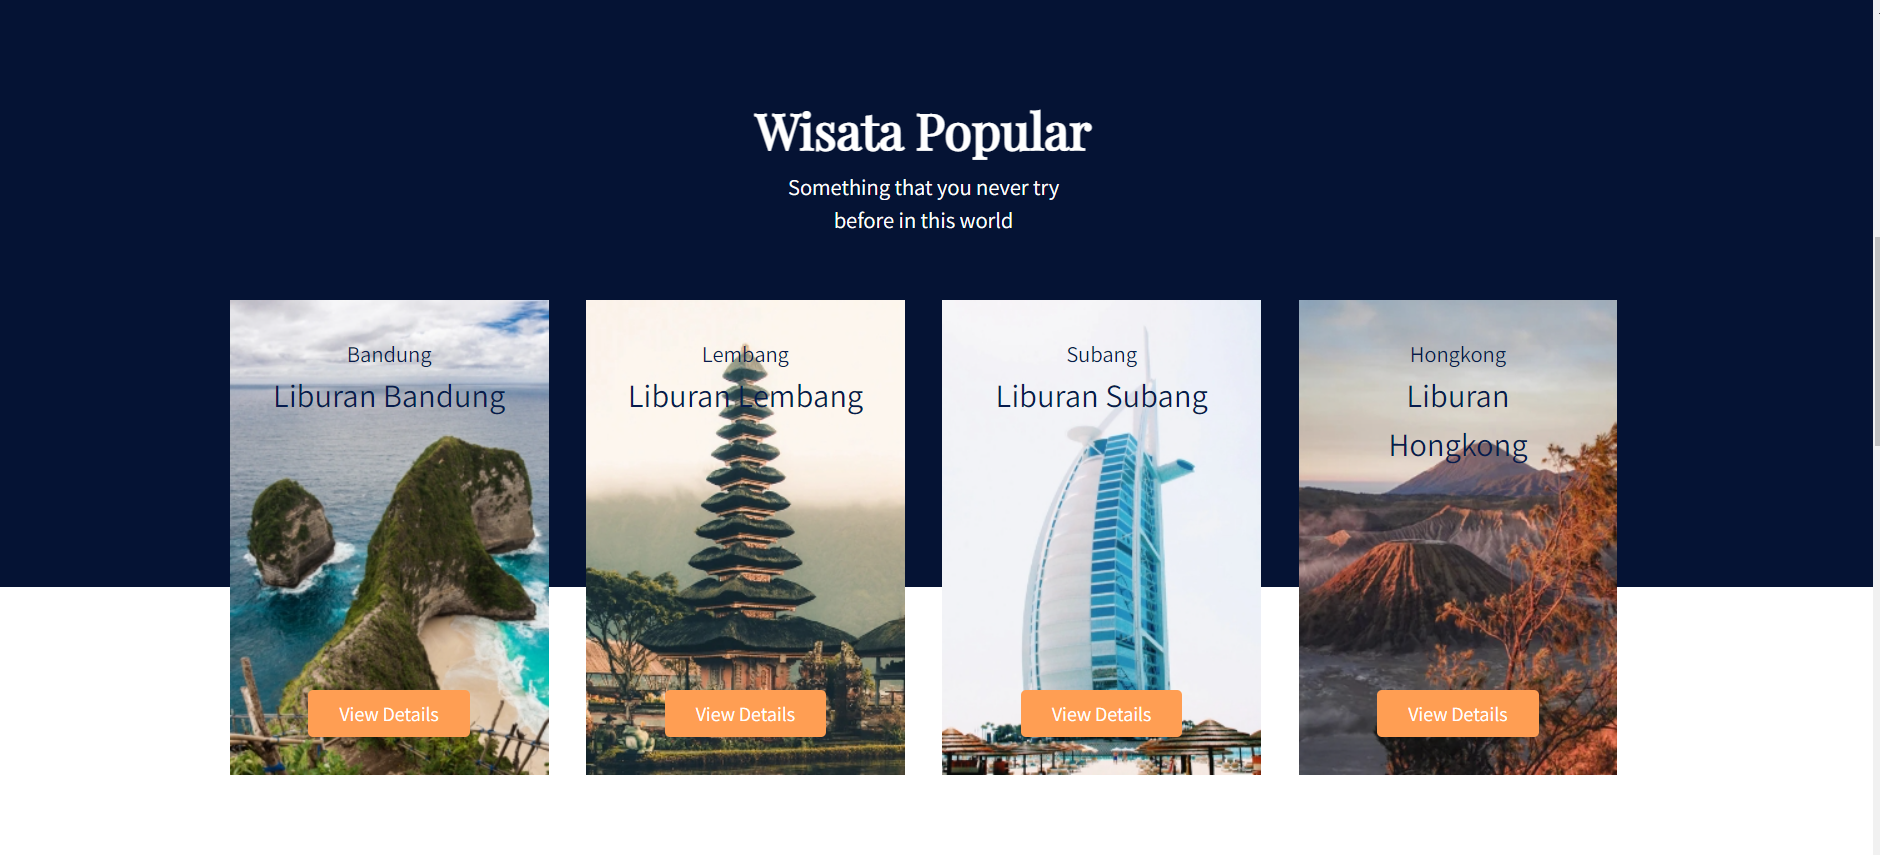 Wisata Popular
Something that you never try
before in this world
Bandung
Liburan Bandung
View Details
Lembang
Liburan Lembang
View Details
Subang
Liburan Subang
View Details
Hongkong
Liburan
Hongkong
View Details